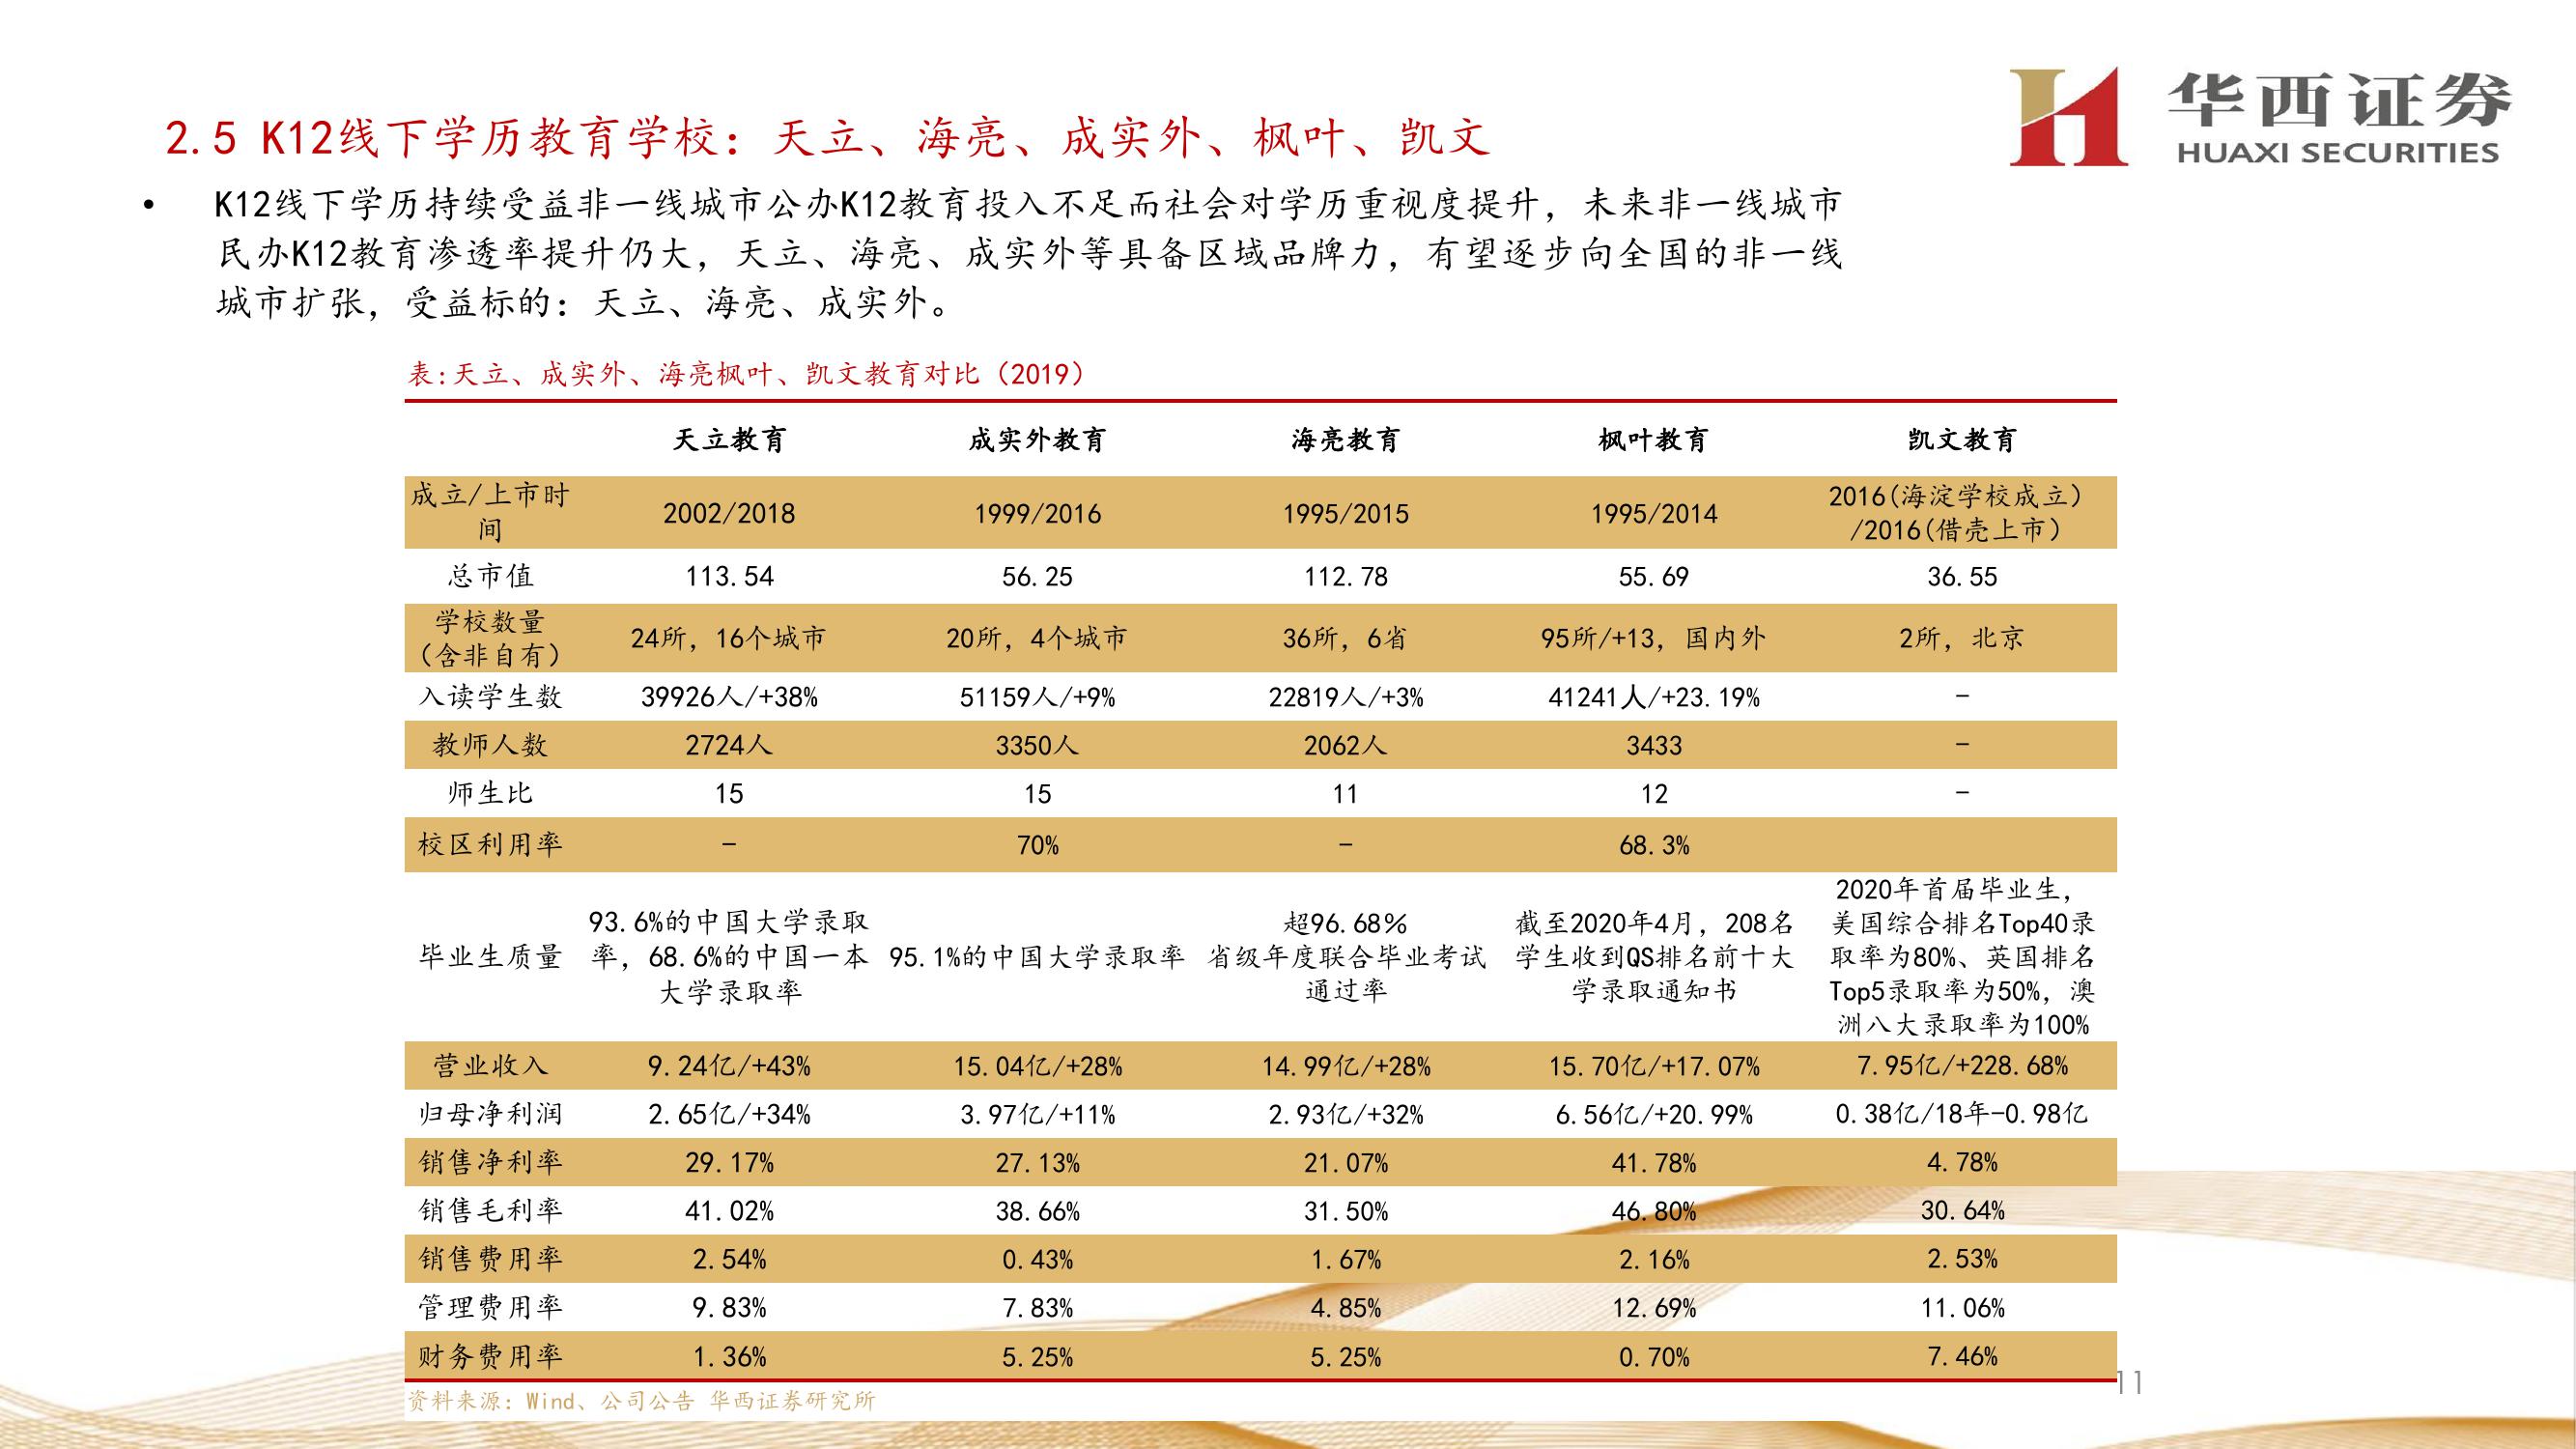 华西证券
HUAXI SECURITIES
2.5 K12线下学历教育学校：天立、海亮、成实外、枫叶、凯文
• K12线下学历持续受益非一线城市公办K12教育投入不足而社会对学历重视度提升，未来非一线城市
民办K12教育渗透率提升仍大，天立、海亮、成实外等具备区域品牌力，有望逐步向全国的非一线
城市扩张，受益标的：天立、海亮、成实外。
表:天立、成实外、海亮枫叶、凯文教育对比（2019）
天立教育 成实外教育 海亮教育 枫叶教育 凯文教育
成立/上市时间 2002/2018 1999/2016 1995/2015 1995/2014 2016(海淀学校成立)/2016(借壳上市)
总市值 113.54 56.25 112.78 55.69 36.55
学校数量（含非自有） 24所，16个城市 20所，4个城市 36所，6省 95所/+13，国内外 2所，北京
入读学生数 39926人/+38% 51159人/+9% 22819人/+3% 41241人/+23.19% -
教师人数 2724人 3350人 2062人 3433 -
师生比 15 15 11 12 -
校区利用率 - 70% - 68.3%
毕业生质量 93.6%的中国大学录取率，68.6%的中国一本大学录取率 95.1%的中国大学录取率 超96.68%省级年度联合毕业考试通过率 截至2020年4月，208名学生收到QS排名前十大学录取通知书 2020年首届毕业生，美国综合排名Top40录取率为80%、英国排名Top5录取率为50%，澳洲八大录取率为100%
营业收入 9.24亿/+43% 15.04亿/+28% 14.99亿/+28% 15.70亿/+17.07% 7.95亿/+228.68%
归母净利润 2.65亿/+34% 3.97亿/+11% 2.93亿/+32% 6.56亿/+20.99% 0.38亿/18年-0.98亿
销售净利率 29.17% 27.13% 21.07% 41.78% 4.78%
销售毛利率 41.02% 38.66% 31.50% 46.80% 30.64%
销售费用率 2.54% 0.43% 1.67% 2.16% 2.53%
管理费用率 9.83% 7.83% 4.85% 12.69% 11.06%
财务费用率 1.36% 5.25% 5.25% 0.70% 7.46%
资料来源：Wind、公司公告 华西证券研究所
11